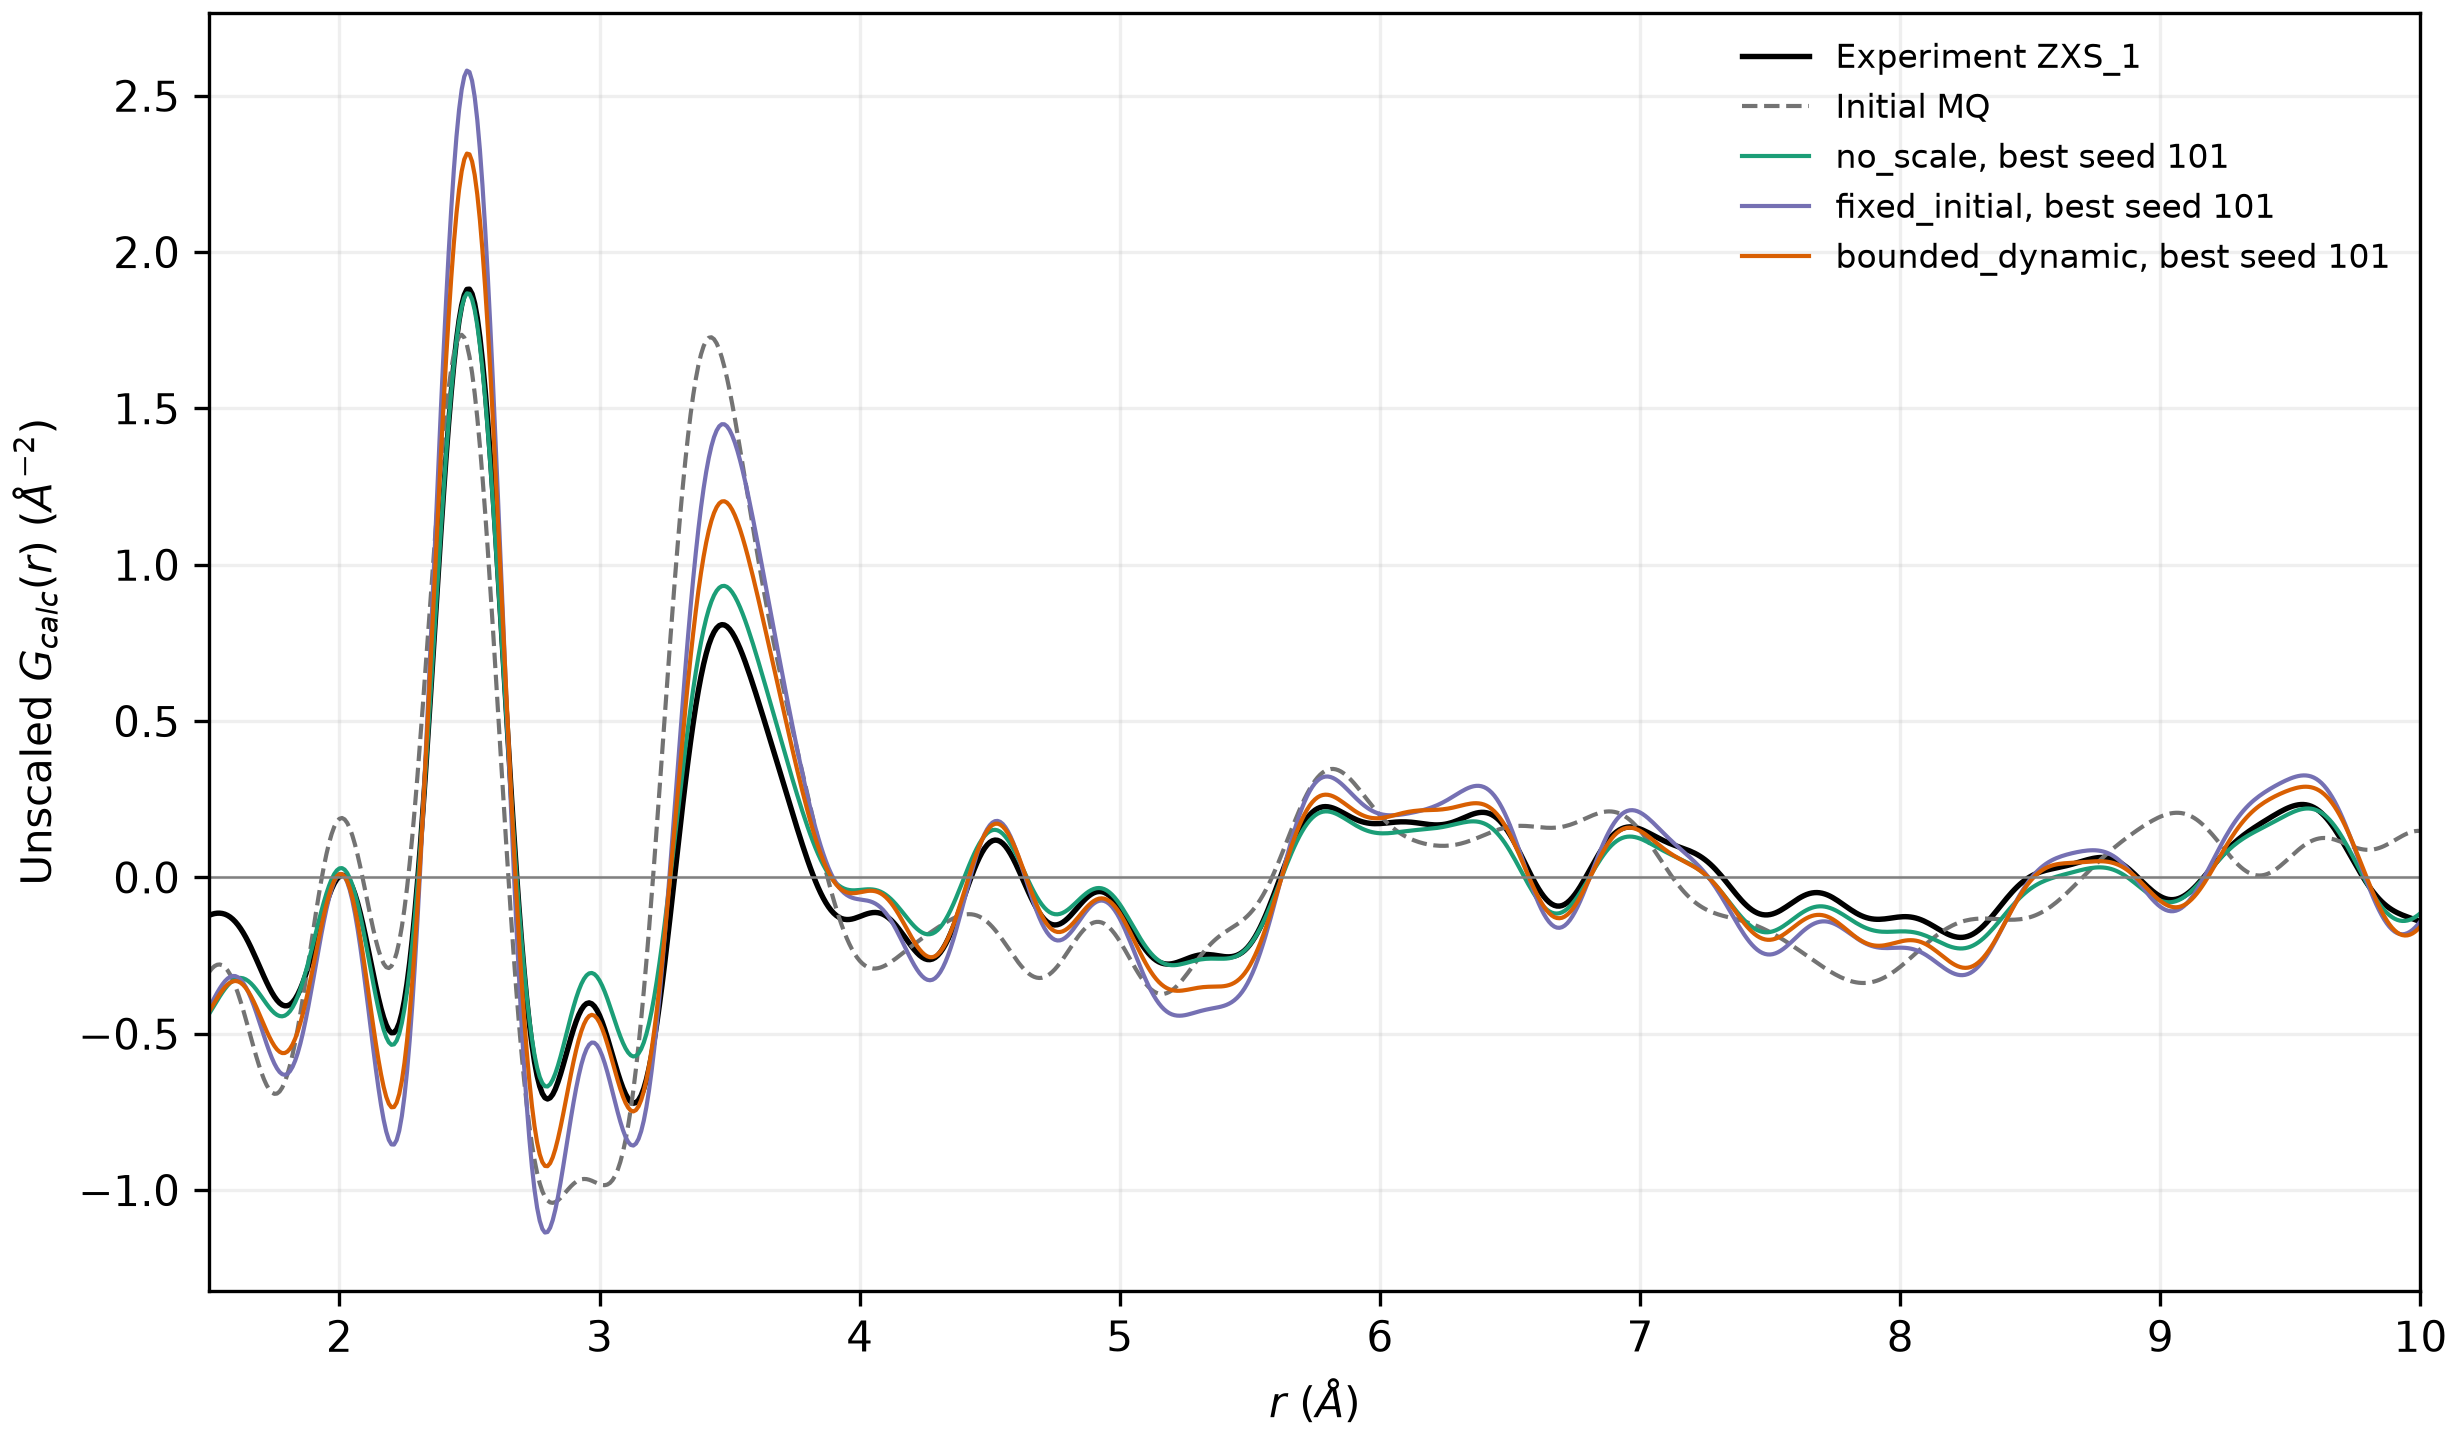 Experiment ZXS_1
Initial MQ
no_scale, best seed 101
fixed_initial, best seed 101
bounded_dynamic, best seed 101
2.5
2.0
1.5
1.0
0.5
0.0
−0.5
−1.0
Unscaled G_calc(r) (Å⁻²)
2 3 4 5 6 7 8 9 10
r (Å)